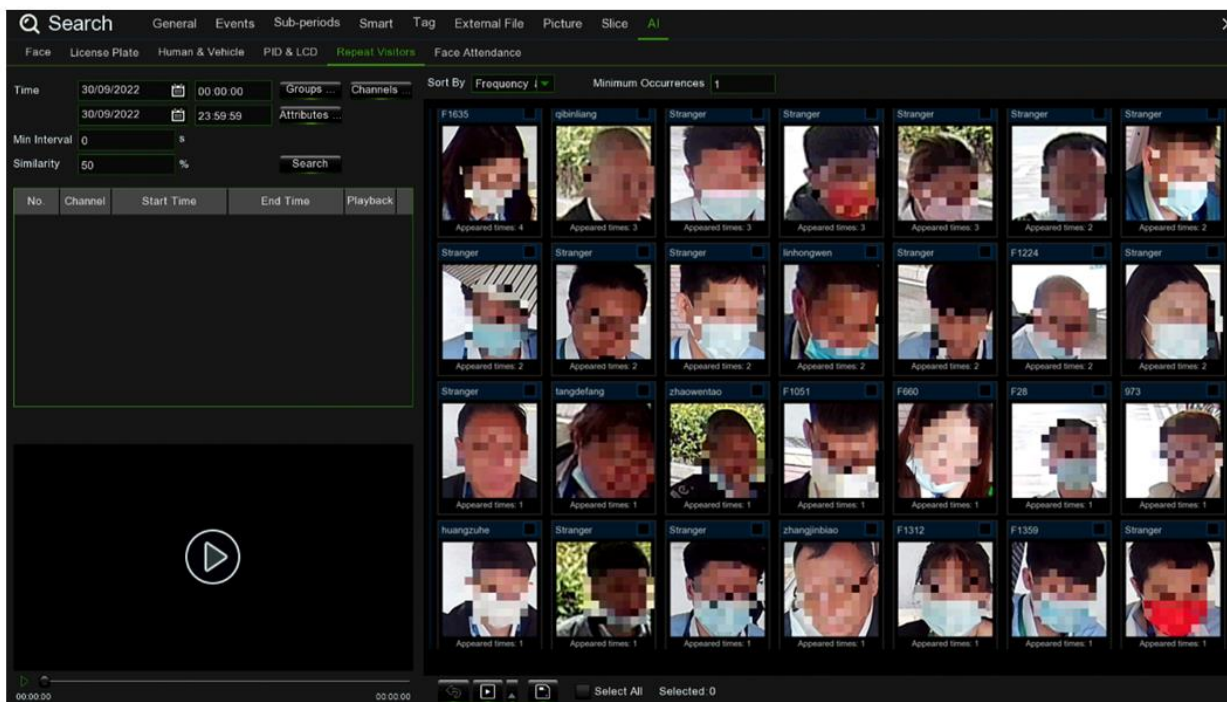 Search General Events Sub-periods Smart Tag External File Picture Slice AI
Face License Plate Human & Vehicle PID & LCD Repeat Visitors Face Attendance
Time 30/09/2022 00:00:00 Groups ... Channels ...
30/09/2022 23:59:59 Attributes ...
Min Interval 0 s
Similarity 50 % Search
No. Channel Start Time End Time Playback
00:00:00 00:00:00
Sort By Frequency Minimum Occurrences 1
F1635 qibinliang Stranger Stranger Stranger Stranger Stranger
Appeared times: 4 Appeared times: 3 Appeared times: 3 Appeared times: 3 Appeared times: 3 Appeared times: 2 Appeared times: 2
Stranger Stranger Stranger linhongwen Stranger F1224 Stranger
Appeared times: 2 Appeared times: 2 Appeared times: 2 Appeared times: 2 Appeared times: 2 Appeared times: 2 Appeared times: 2
Stranger tangdefang zhaowentao F1051 F660 F28 973
Appeared times: 1 Appeared times: 1 Appeared times: 1 Appeared times: 1 Appeared times: 1 Appeared times: 1 Appeared times: 1
huangzuhe Stranger Stranger zhangjinbiao F1312 F1359 Stranger
Appeared times: 1 Appeared times: 1 Appeared times: 1 Appeared times: 1 Appeared times: 1 Appeared times: 1 Appeared times: 1
Select All Selected:0